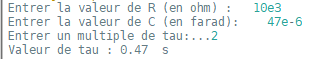 Entrer la valeur de R (en ohm) :   10e3
Entrer la valeur de C (en farad):    47e-6
Entrer un multiple de tau:...2
Valeur de tau : 0.47  s